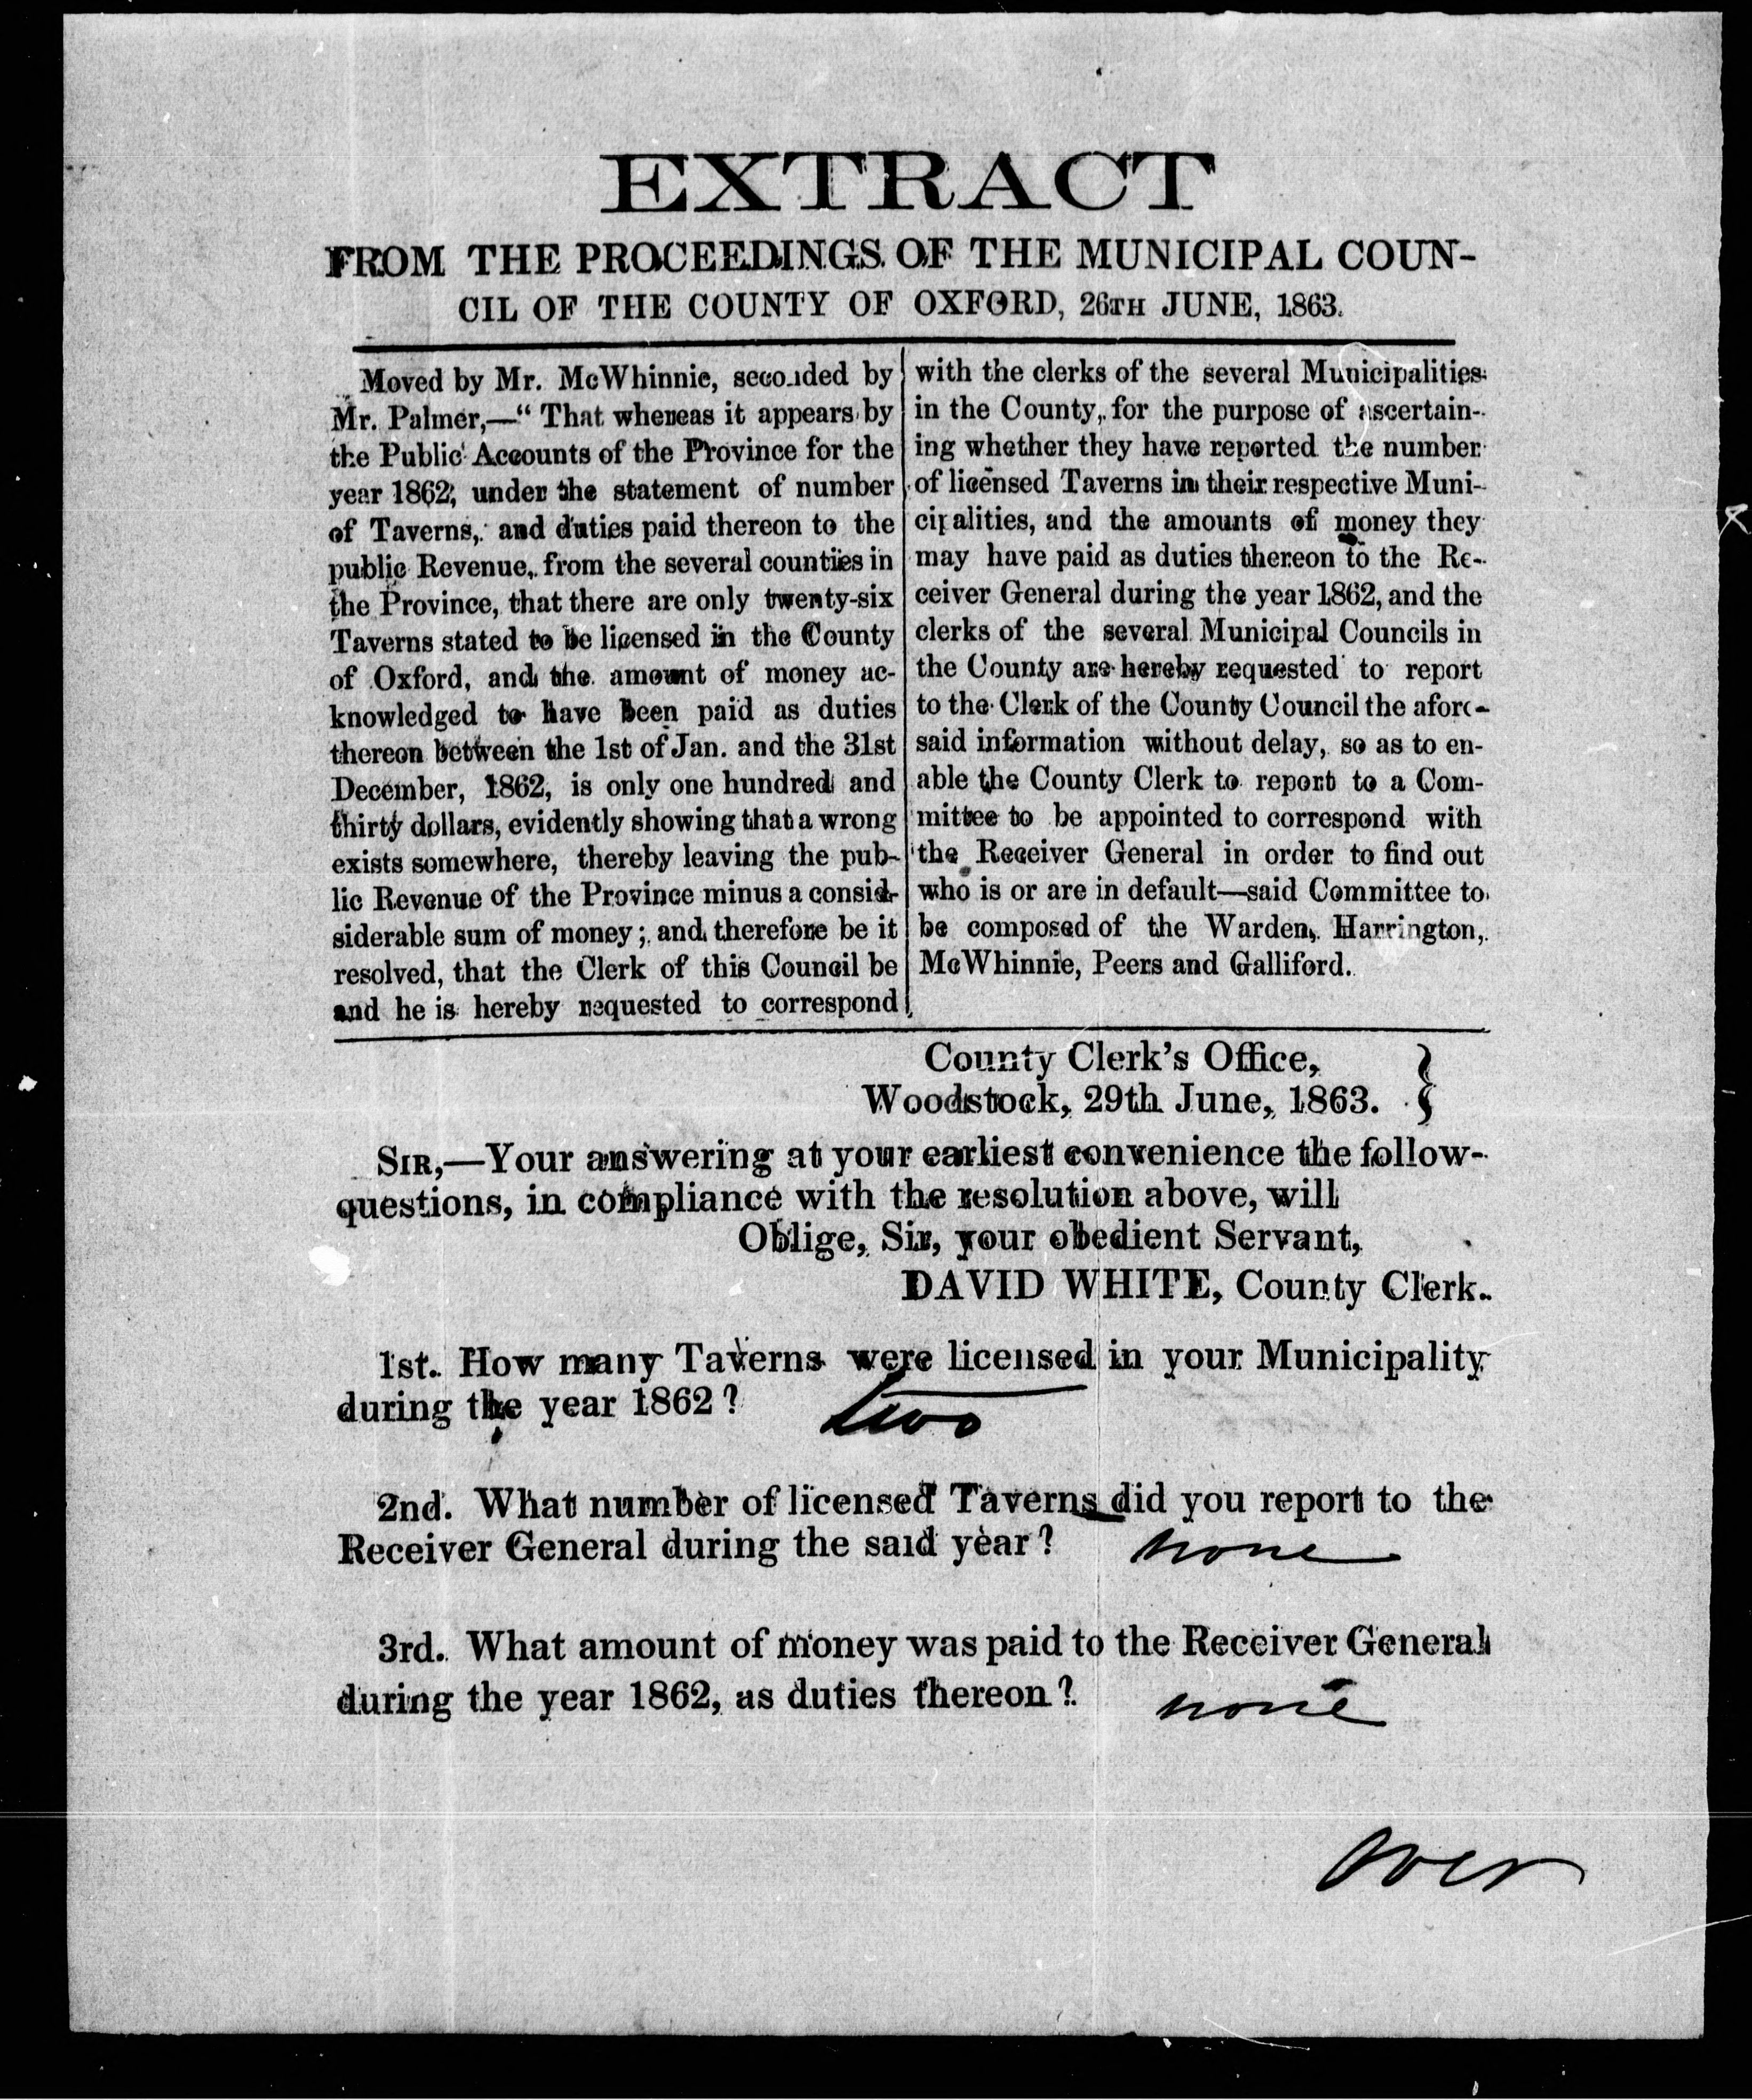 EXTRACT
FROM THE PROCEEDINGS OF THE MUNICIPAL COUN-
CIL OF THE COUNTY OF OXFORD, 26TH JUNE, 1863.
Moved by Mr. McWhinnie, seconded by
Mr. Palmer,—“ That whereas it appears by
the Public Accounts of the Province for the
year 1862, under the statement of number
of Taverns, and duties paid thereon to the
public Revenue, from the several counties in
the Province, that there are only twenty-six
Taverns stated to be licensed in the County
of Oxford, and the amount of money ac-
knowledged to have been paid as duties
thereon between the 1st of Jan. and the 31st
December, 1862, is only one hundred and
thirty dollars, evidently showing that a wrong
exists somewhere, thereby leaving the pub-
lic Revenue of the Province minus a consid-
siderable sum of money; and therefore be it
resolved, that the Clerk of this Council be
and he is hereby requested to correspond
with the clerks of the several Municipalities
in the County, for the purpose of ascertain-
ing whether they have reported the number
of licensed Taverns in their respective Muni-
cipalities, and the amounts of money they
may have paid as duties thereon to the Re-
ceiver General during the year 1862, and the
clerks of the several Municipal Councils in
the County are hereby requested to report
to the Clerk of the County Council the afore-
said information without delay, so as to en-
able the County Clerk to report to a Com-
mittee to be appointed to correspond with
the Receiver General in order to find out
who is or are in default—said Committee to
be composed of the Warden, Harrington,
McWhinnie, Peers and Galliford.
County Clerk's Office,
Woodstock, 29th June, 1863. }
SIR,—Your answering at your earliest convenience the follow-
questions, in compliance with the resolution above, will
Oblige, Sir, your obedient Servant,
DAVID WHITE, County Clerk.
1st. How many Taverns were licensed in your Municipality
during the year 1862? two
2nd. What number of licensed Taverns did you report to the
Receiver General during the said year? none
3rd. What amount of money was paid to the Receiver General
during the year 1862, as duties thereon? none
over